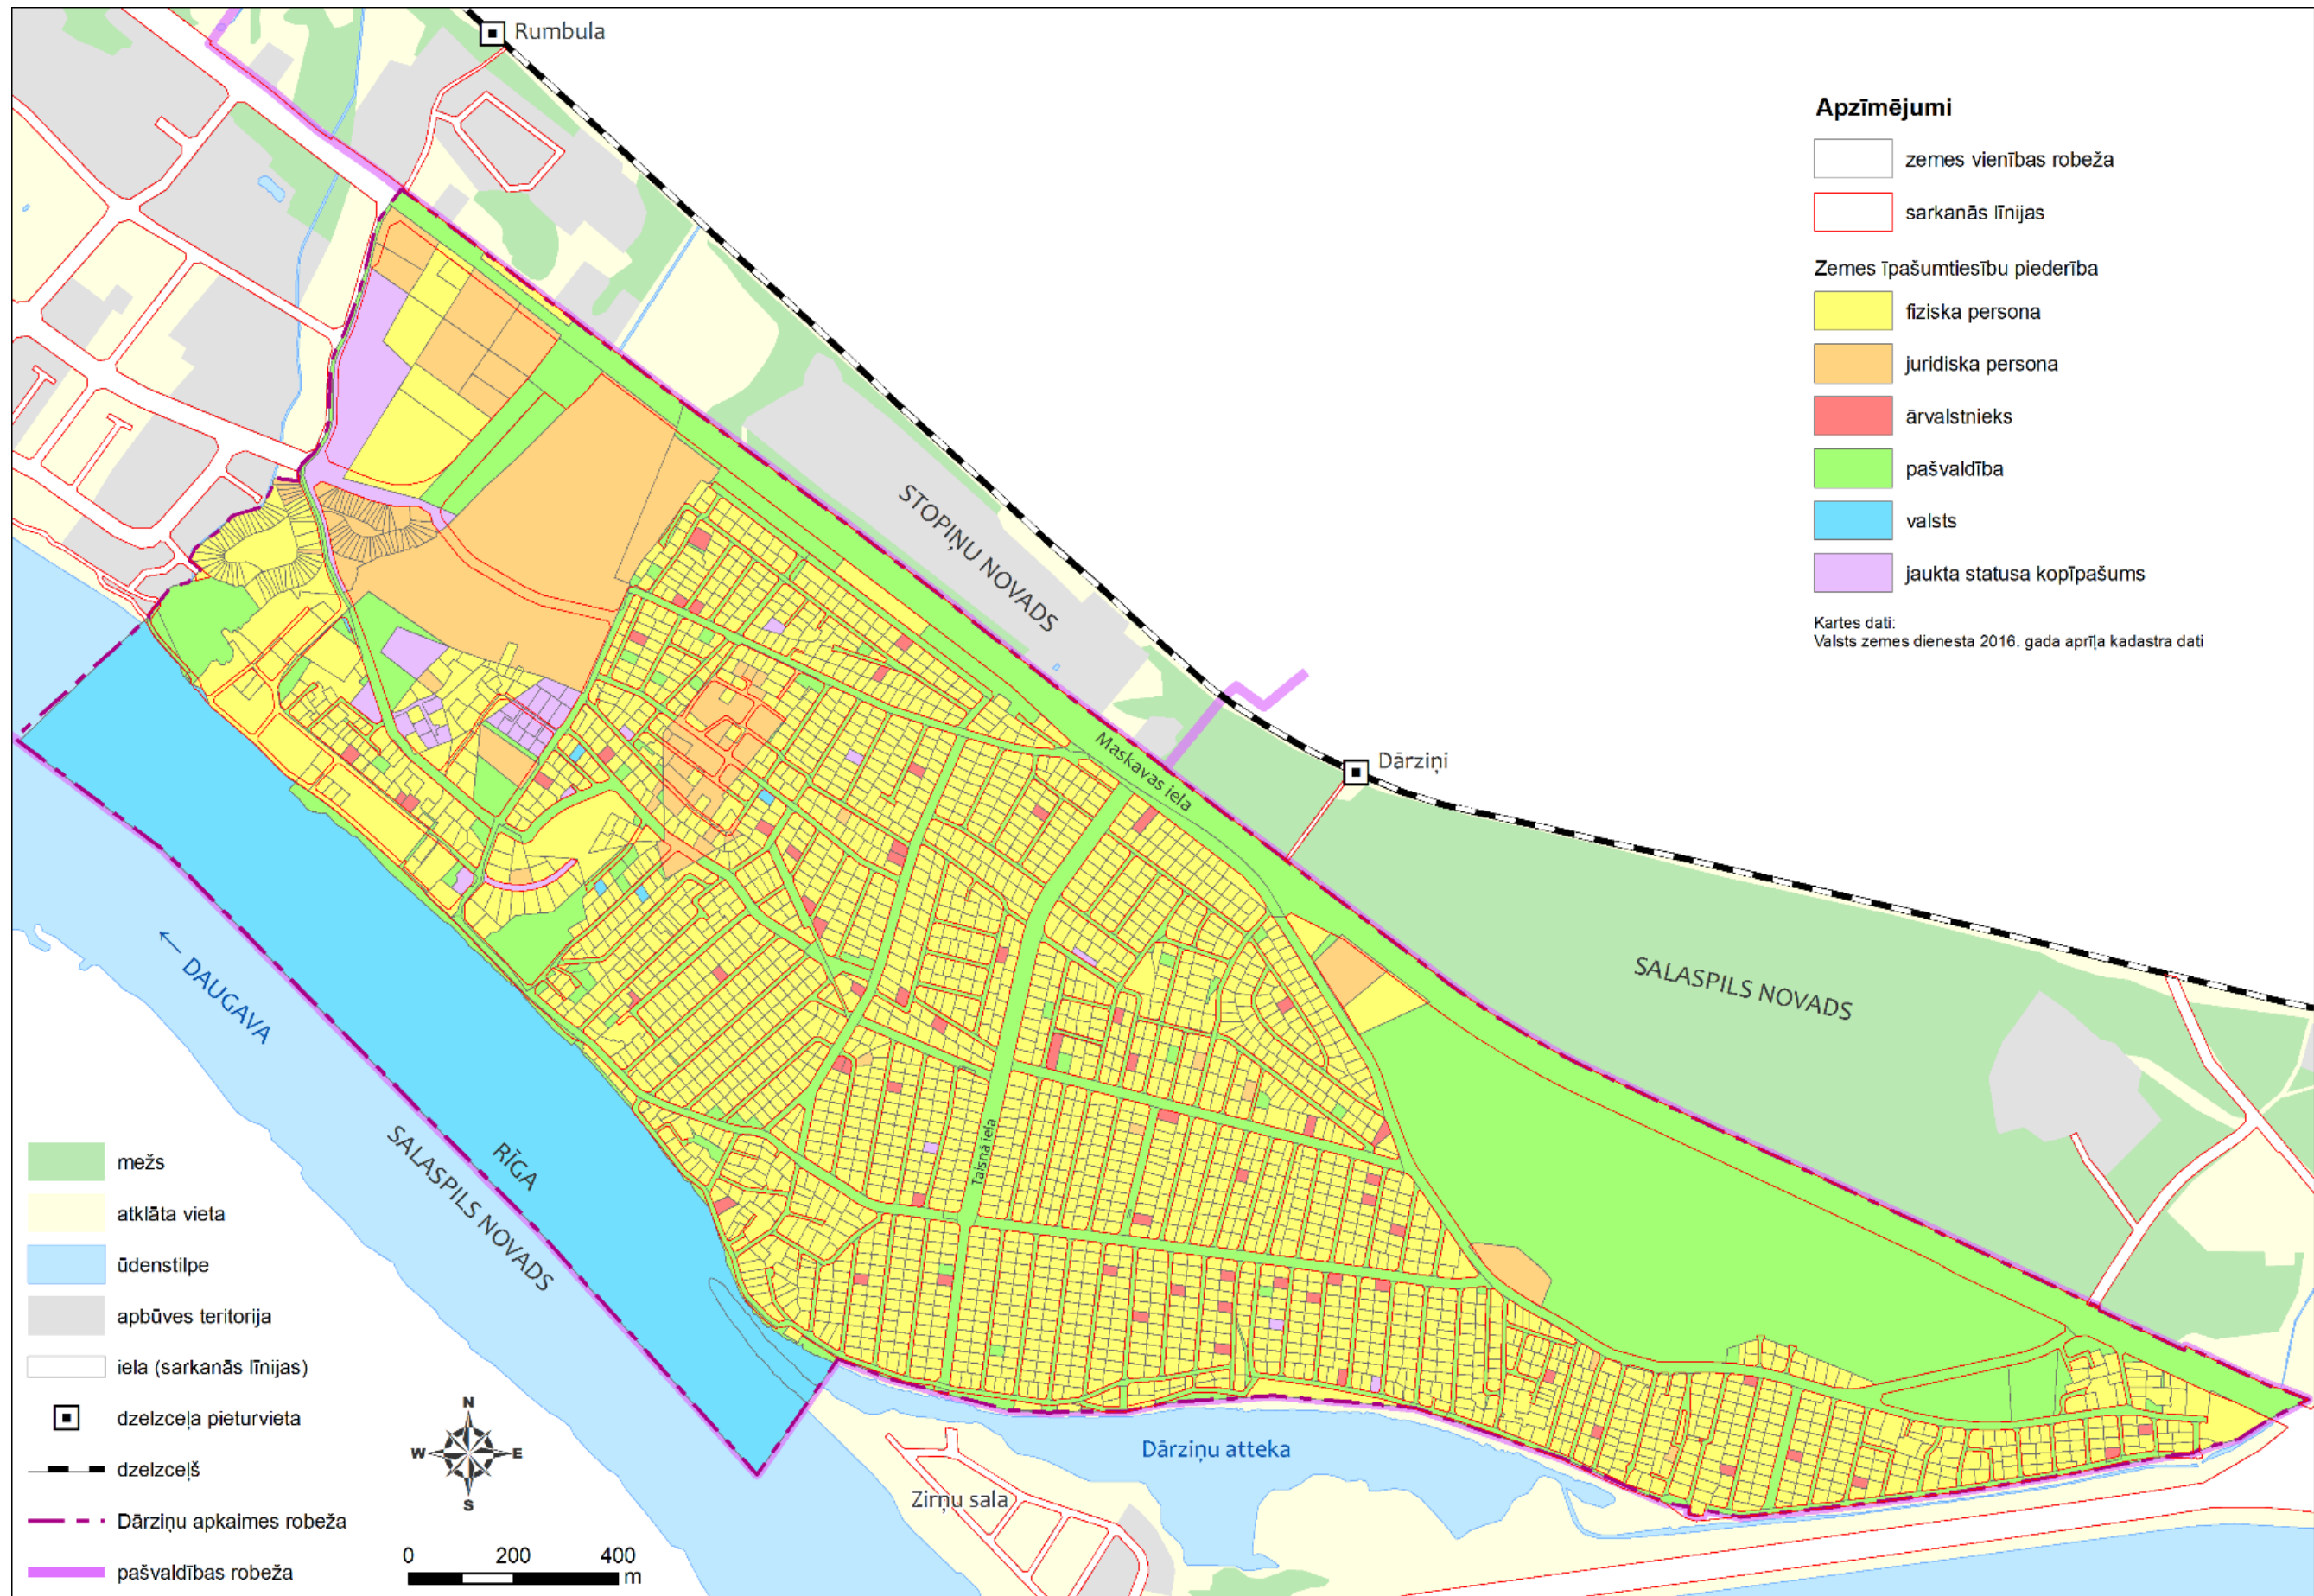 Rumbula
Apzīmējumi
zemes vienības robeža
sarkanās līnijas
Zemes īpašumtiesību piederība
fiziska persona
juridiska persona
ārvalstnieks
pašvaldība
valsts
jaukta statusa kopīpašums
Kartes dati:
Valsts zemes dienesta 2016. gada aprīļa kadastra dati
STOPIŅU NOVADS
Maskavas iela
Dārziņi
SALASPILS NOVADS
← DAUGAVA
RĪGA
SALASPILS NOVADS
Taisnā iela
mežs
atklāta vieta
ūdenstilpe
apbūves teritorija
iela (sarkanās līnijas)
dzelzceļa pieturvieta
dzelzceļš
Dārziņu apkaimes robeža
pašvaldības robeža
N
W E
S
0 200 400
m
Dārziņu atteka
Zirņu sala